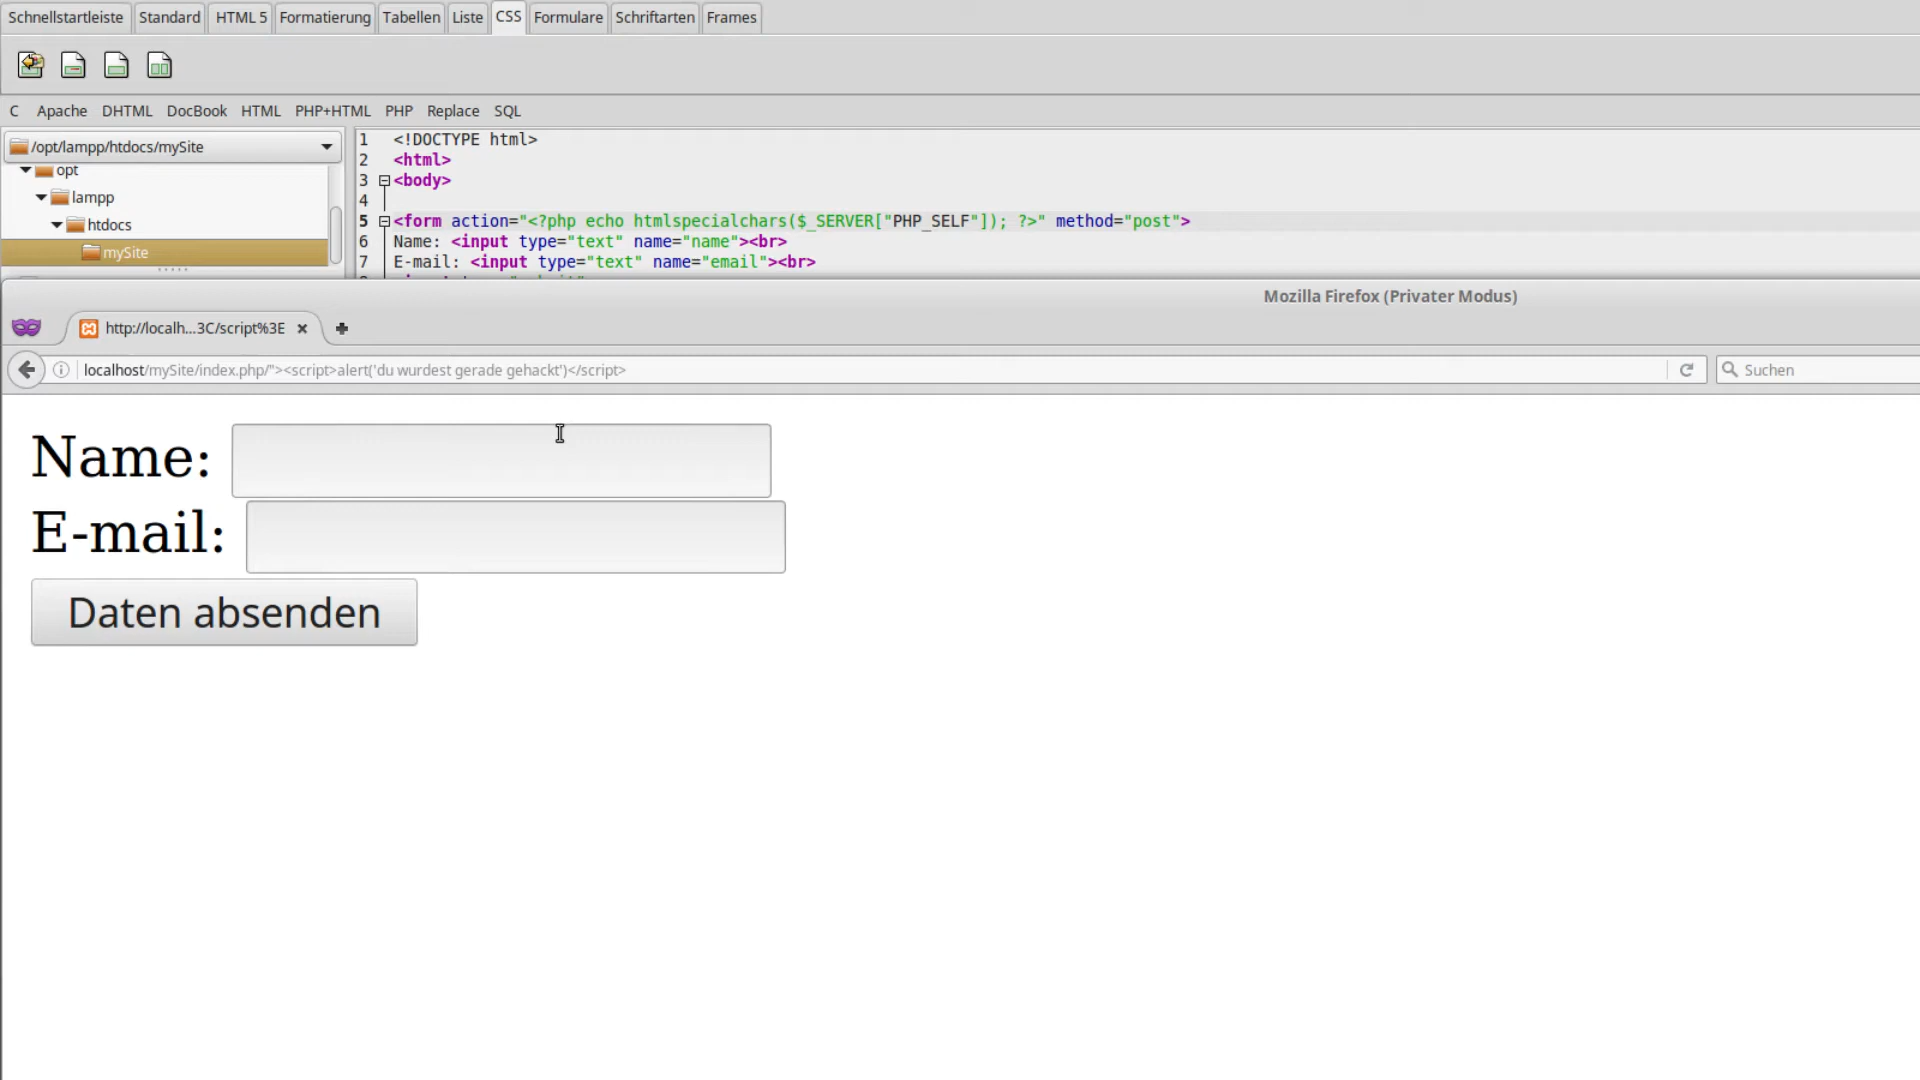 Schnellstartleiste Standard HTML 5 Formatierung Tabellen Liste CSS Formulare Schriftarten Frames
C Apache DHTML DocBook HTML PHP+HTML PHP Replace SQL
/opt/lampp/htdocs/mySite
opt
lampp
htdocs
mySite
1 <!DOCTYPE html>
2 <html>
3 <body>
4
5 <form action="<?php echo htmlspecialchars($_SERVER["PHP_SELF"]); ?>" method="post">
6 Name: <input type="text" name="name"><br>
7 E-mail: <input type="text" name="email"><br>
Mozilla Firefox (Privater Modus)
http://localh...3C/script%3E
localhost/mySite/index.php/"><script>alert('du wurdest gerade gehackt')</script>
Suchen
Name:
E-mail:
Daten absenden